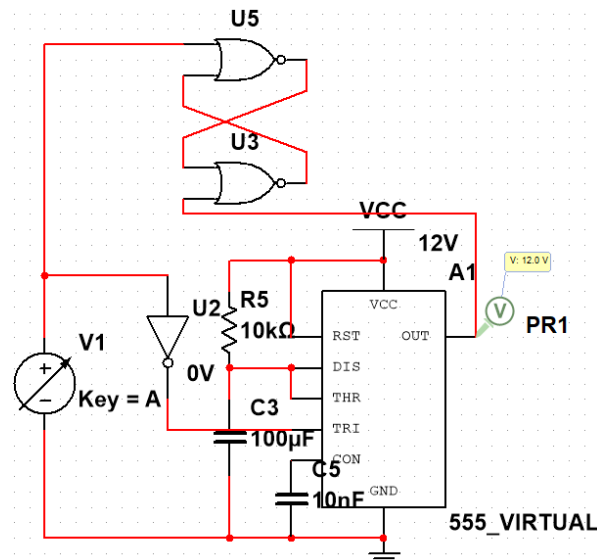 U5
U3
VCC
12V
V: 12.0 V
A1
V
PR1
U2
R5
10kΩ
VCC
RST
OUT
DIS
THR
TRI
CON
GND
V1
Key = A
0V
C3
100µF
C5
10nF
555_VIRTUAL